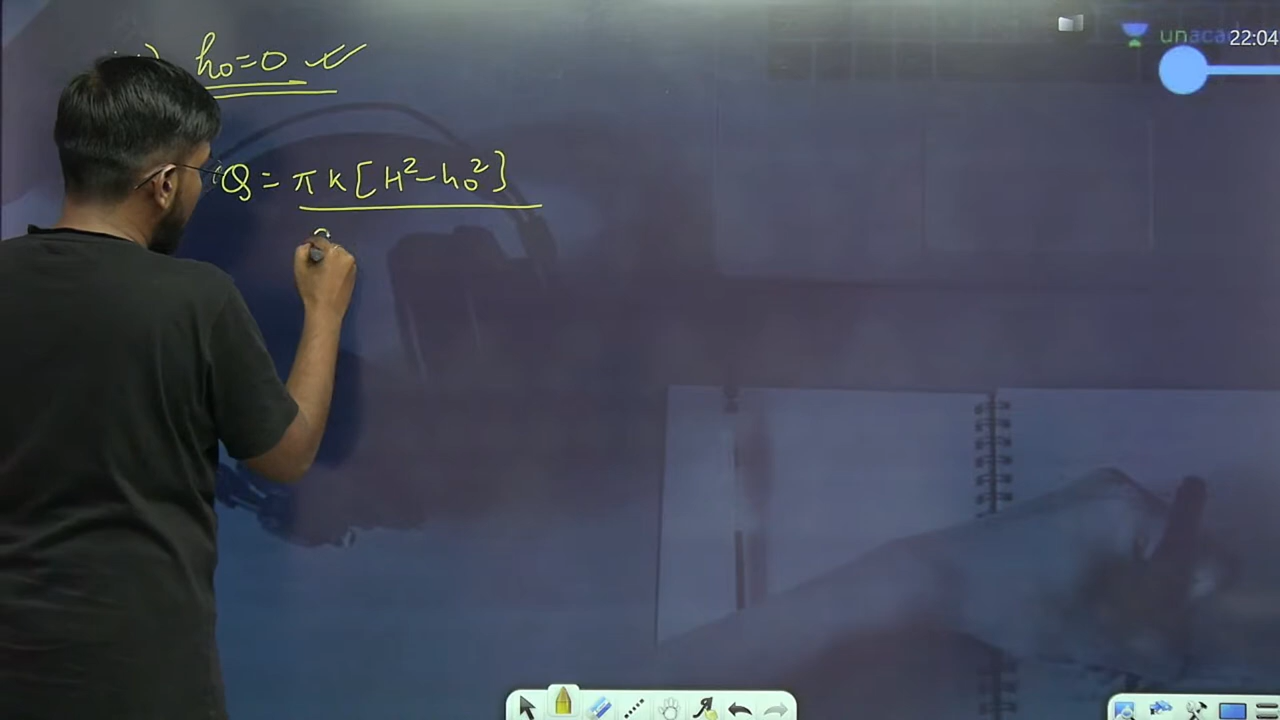 h₀=0 ✓
Q = πK[H²-h₀²]
22:04